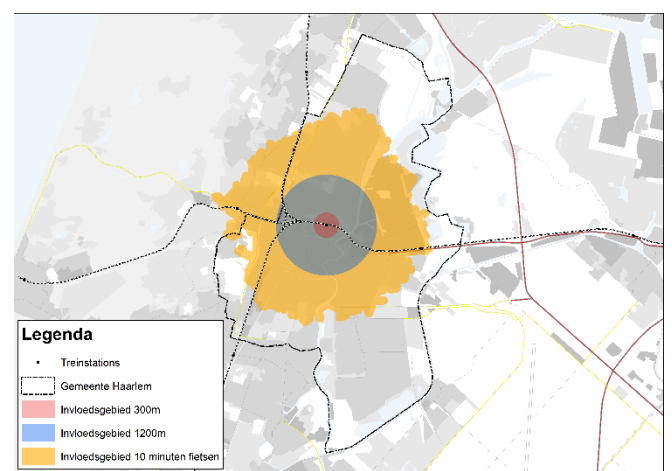 Legenda
Treinstations
Gemeente Haarlem
Invloedsgebied 300m
Invloedsgebied 1200m
Invloedsgebied 10 minuten fietsen